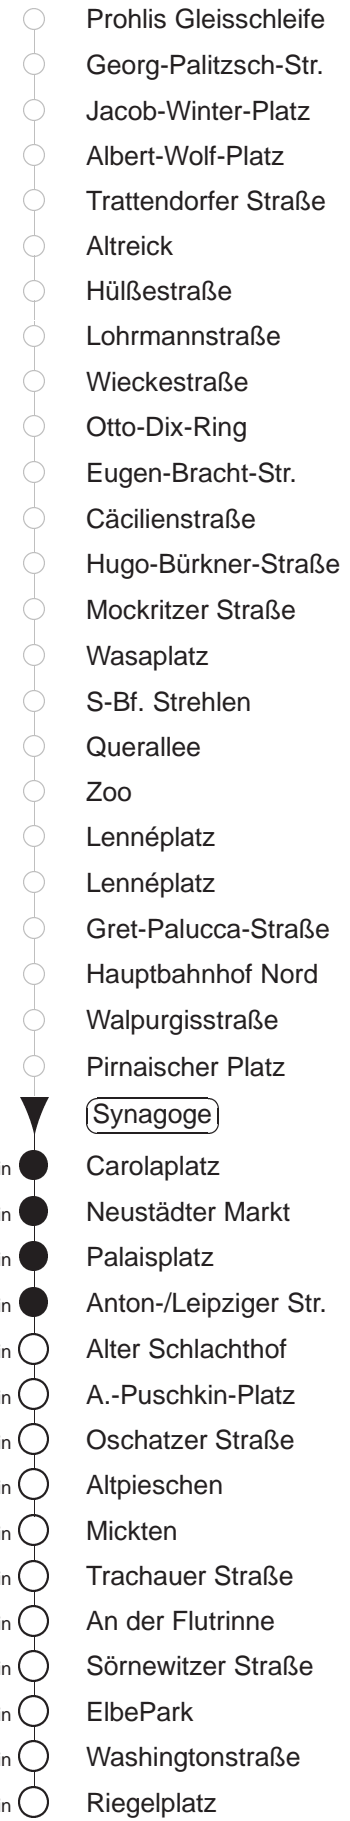 Prohlis Gleisschleife
Georg-Palitzsch-Str.
Jacob-Winter-Platz
Albert-Wolf-Platz
Trattendorfer Straße
Altreick
Hülßestraße
Lohrmannstraße
Wieckestraße
Otto-Dix-Ring
Eugen-Bracht-Str.
Cäcilienstraße
Hugo-Bürkner-Straße
Mockritzer Straße
Wasaplatz
S-Bf. Strehlen
Querallee
Zoo
Lennéplatz
Lennéplatz
Gret-Palucca-Straße
Hauptbahnhof Nord
Walpurgisstraße
Pirnaischer Platz
Synagoge
Carolaplatz
Neustädter Markt
Palaisplatz
Anton-/Leipziger Str.
Alter Schlachthof
A.-Puschkin-Platz
Oschatzer Straße
Altpieschen
Mickten
Trachauer Straße
An der Flutrinne
Sörnewitzer Straße
ElbePark
Washingtonstraße
Riegelplatz